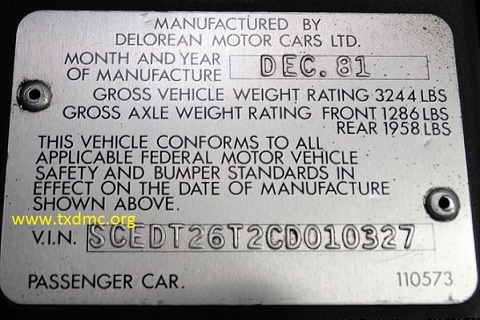 MANUFACTURED BY
DELOREAN MOTOR CARS LTD.
MONTH AND YEAR
OF MANUFACTURE DEC. 81
GROSS VEHICLE WEIGHT RATING 3244 LBS
GROSS AXLE WEIGHT RATING FRONT 1286 LBS
REAR 1958 LBS
THIS VEHICLE CONFORMS TO ALL
APPLICABLE FEDERAL MOTOR VEHICLE
SAFETY AND BUMPER STANDARDS IN
EFFECT ON THE DATE OF MANUFACTURE
SHOWN ABOVE.
www.txdmc.org
V.I.N. SCEDT26T2CD010327
PASSENGER CAR. 110573